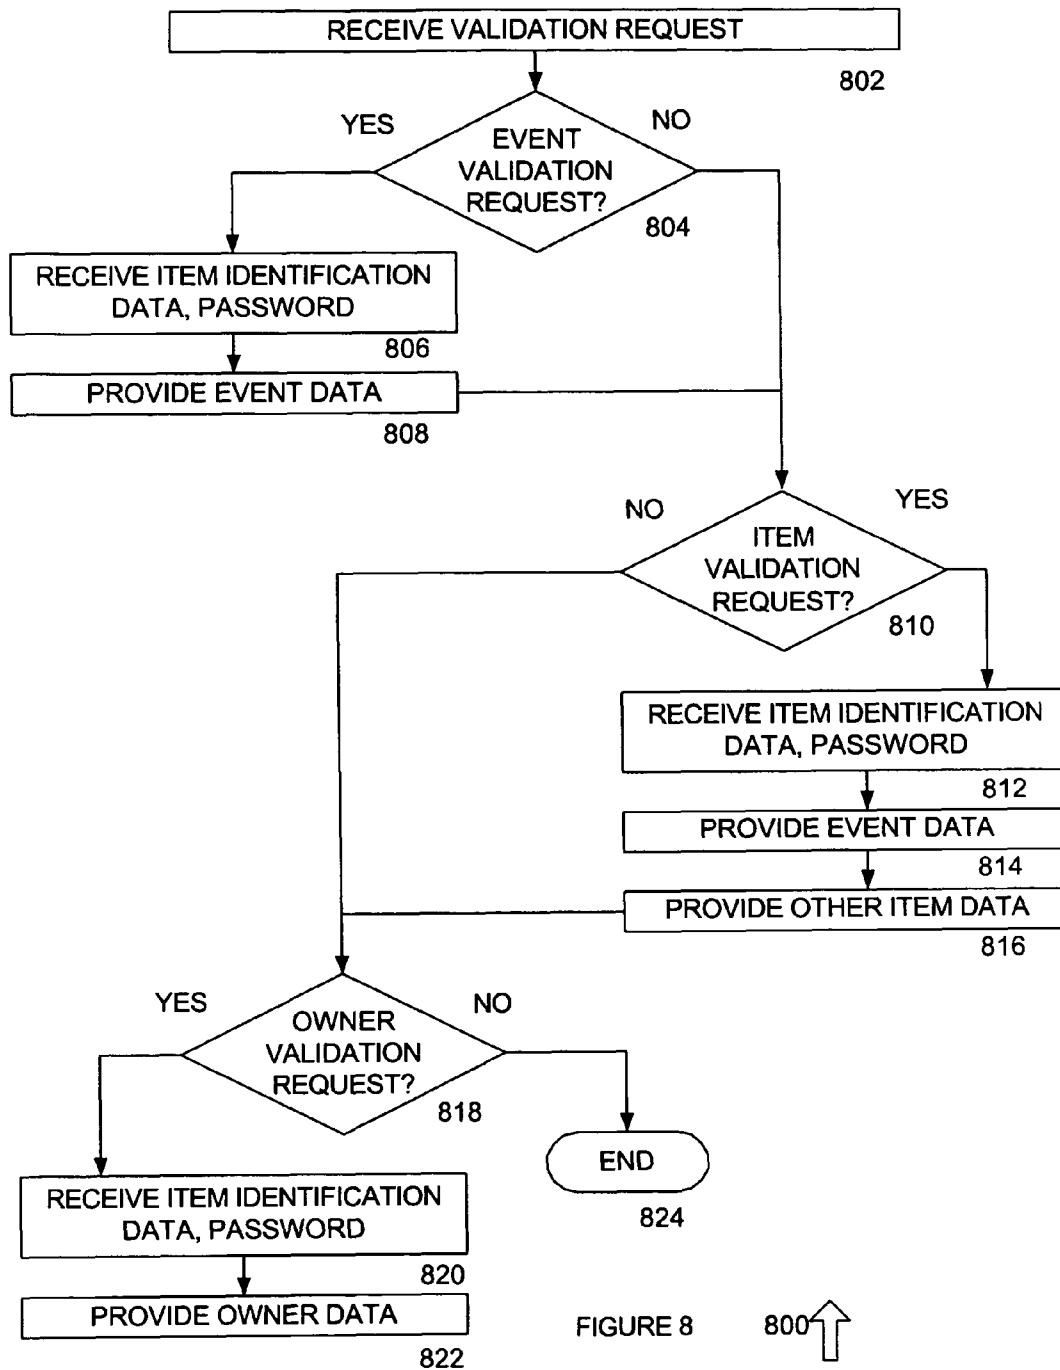 RECEIVE VALIDATION REQUEST
802
YES
NO
EVENT
VALIDATION
REQUEST?
804
RECEIVE ITEM IDENTIFICATION
DATA, PASSWORD
806
PROVIDE EVENT DATA
808
NO
YES
ITEM
VALIDATION
REQUEST?
810
RECEIVE ITEM IDENTIFICATION
DATA, PASSWORD
812
PROVIDE EVENT DATA
814
PROVIDE OTHER ITEM DATA
816
YES
NO
OWNER
VALIDATION
REQUEST?
818
END
824
RECEIVE ITEM IDENTIFICATION
DATA, PASSWORD
820
PROVIDE OWNER DATA
822
FIGURE 8
800